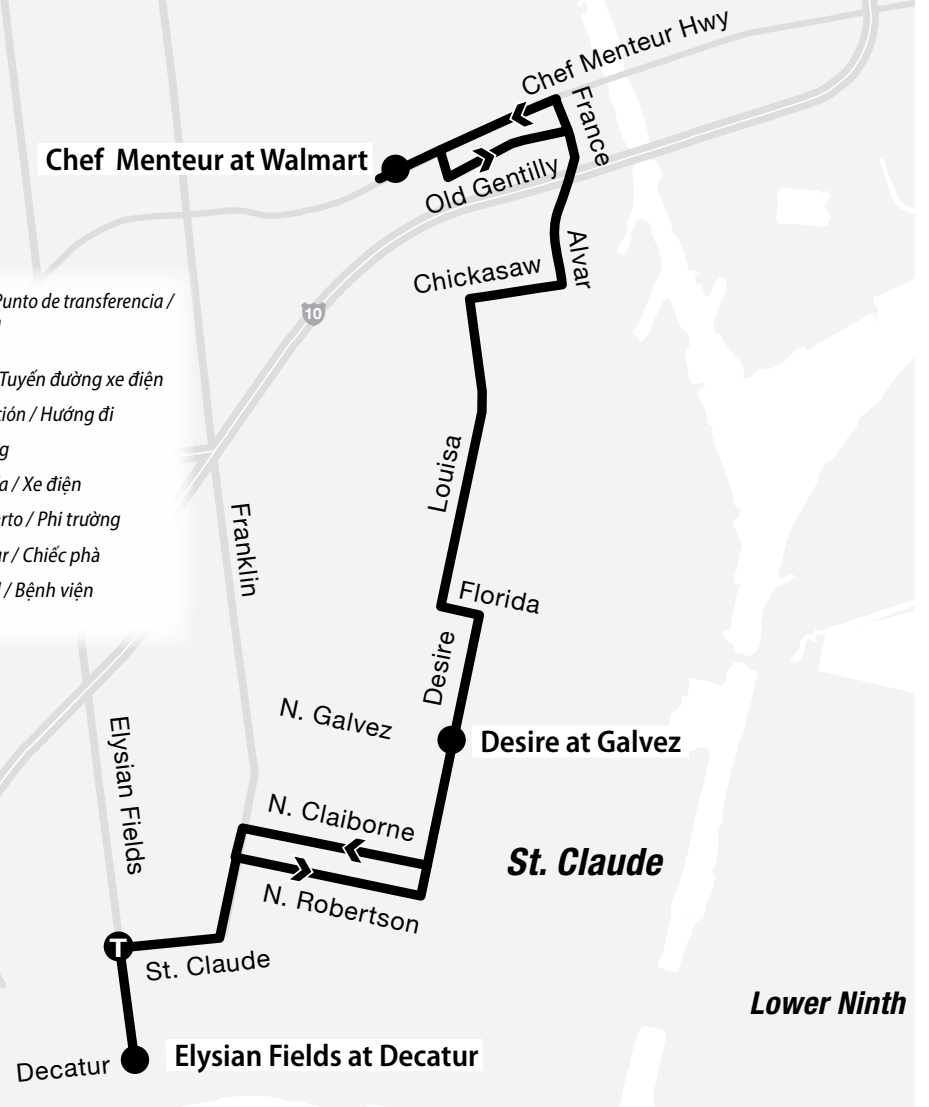 Chef Menteur Hwy
France
Chef Menteur at Walmart
Old Gentilly
Alvar
Chickasaw
10
Punto de transferencia /
Tuyến đường xe điện
/ Hướng đi
/ Xe điện
/ Phi trường
/ Chiếc phà
/ Bệnh viện
Louisa
Franklin
Florida
Desire
N. Galvez
Desire at Galvez
Elysian Fields
N. Claiborne
St. Claude
N. Robertson
T
St. Claude
Lower Ninth
Elysian Fields at Decatur
Decatur